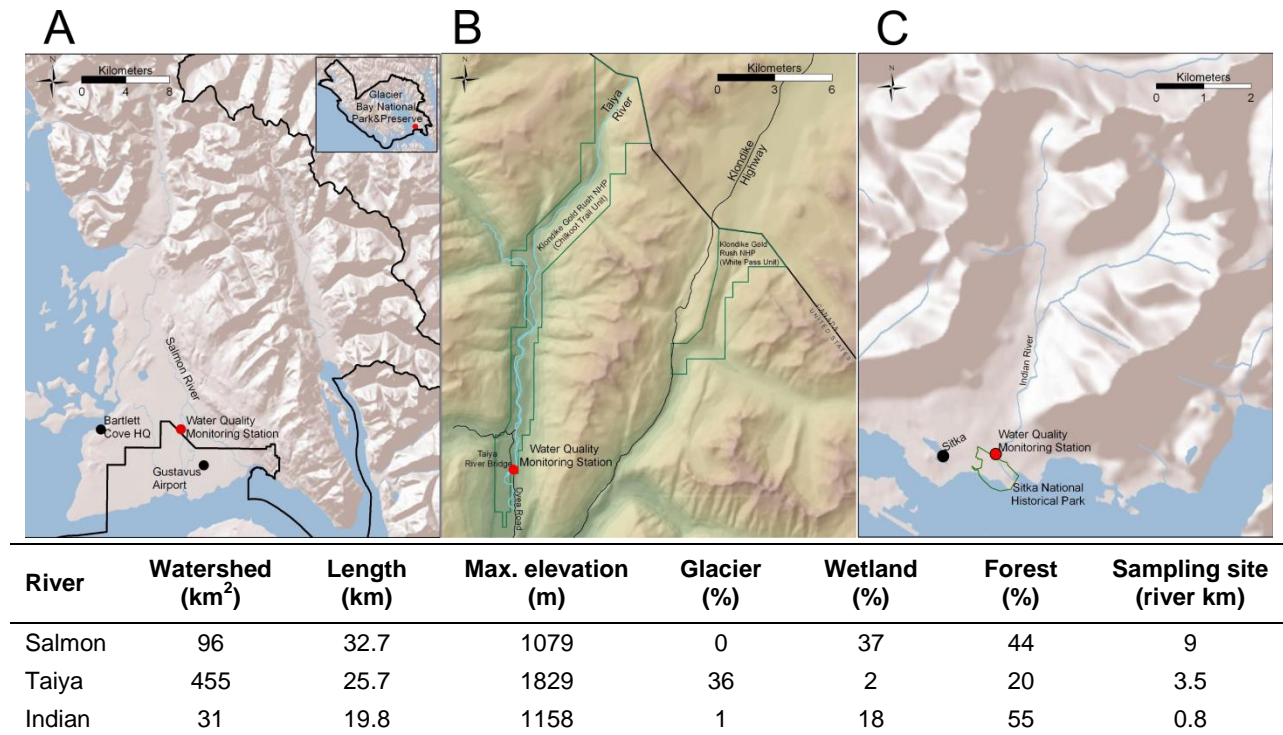 A
B
C
N
Kilometers
0 4 8
Glacier
Bay National
Park&Preserve
Salmon River
Bartlett
Cove HQ
Water Quality
Monitoring Station
Gustavus
Airport
N
Kilometers
0 3 6
Taiya
River
Klondike
Highway
Klondike Gold Rush NHP
(Chilkoot Trail Unit)
Klondike Gold
Rush NHP
(White Pass Unit)
CANADA
UNITED STATES
Taiya
River Bridge
Water Quality
Monitoring Station
Dyea Road
N
Kilometers
0 1 2
Indian River
Sitka
Water Quality
Monitoring Station
Sitka National
Historical Park
River Watershed (km2) Length (km) Max. elevation (m) Glacier (%) Wetland (%) Forest (%) Sampling site (river km)
Salmon 96 32.7 1079 0 37 44 9
Taiya 455 25.7 1829 36 2 20 3.5
Indian 31 19.8 1158 1 18 55 0.8